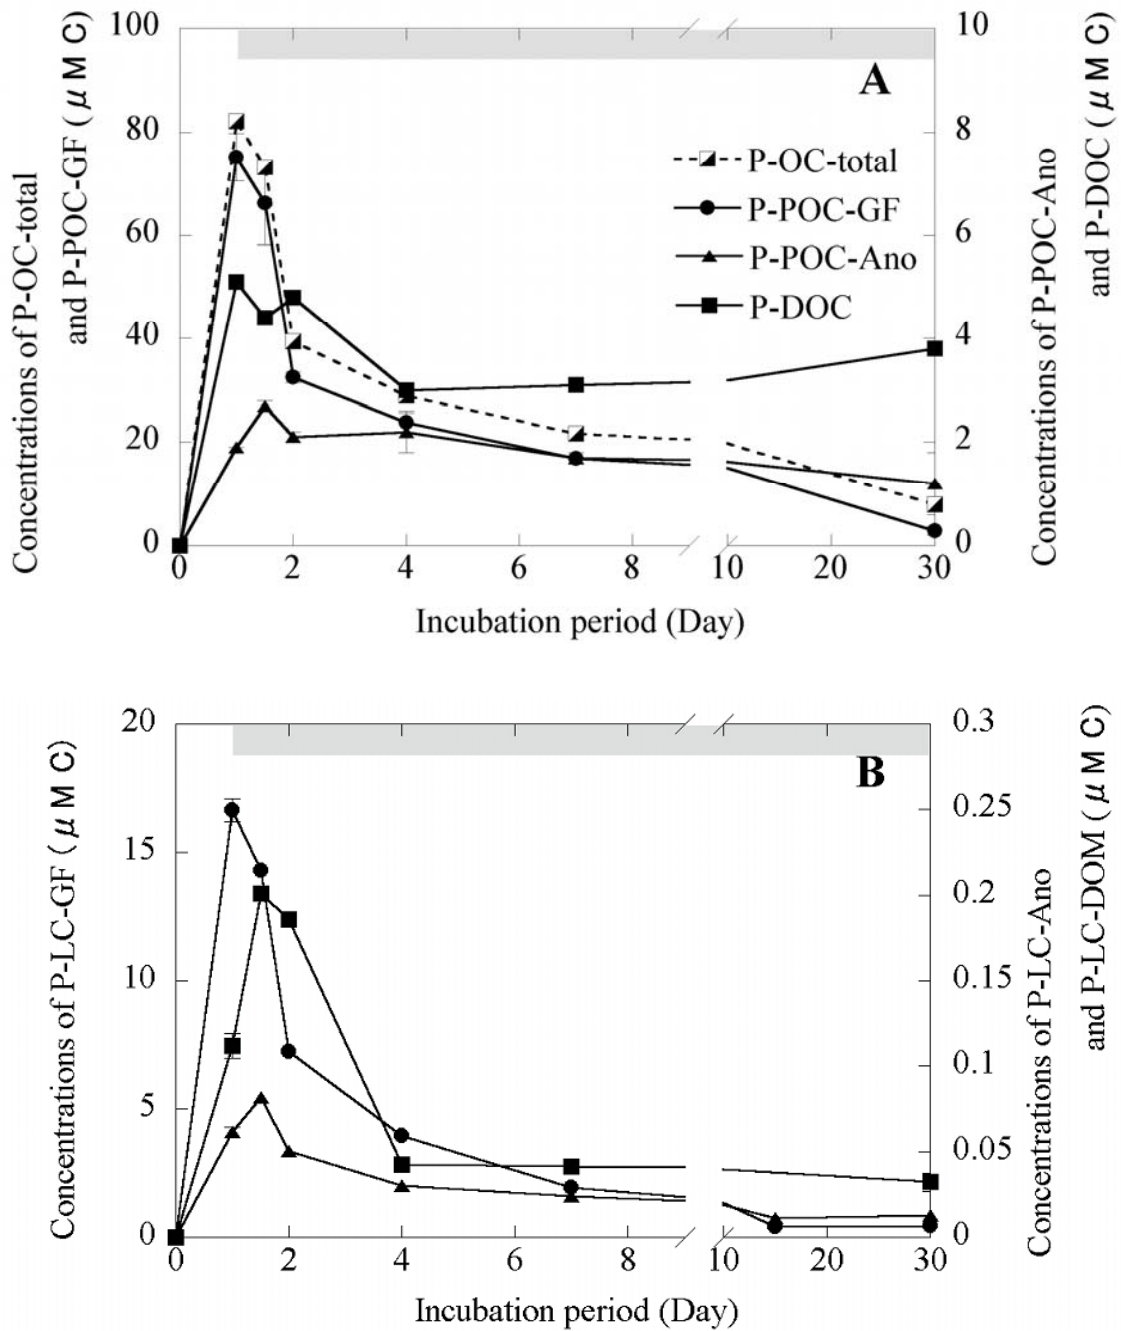 Concentrations of P-OC-total
and P-POC-GF (μM C)
100
80
60
40
20
0
A
P-OC-total
P-POC-GF
P-POC-Ano
P-DOC
10
8
6
4
2
0
Concentrations of P-POC-Ano
and P-DOC (μM C)
0 2 4 6 8 10 20 30
Incubation period (Day)
Concentrations of P-LC-GF (μM C)
20
15
10
5
0
B
0.3
0.25
0.2
0.15
0.1
0.05
0
Concentrations of P-LC-Ano
and P-LC-DOM (μM C)
0 2 4 6 8 10 20 30
Incubation period (Day)